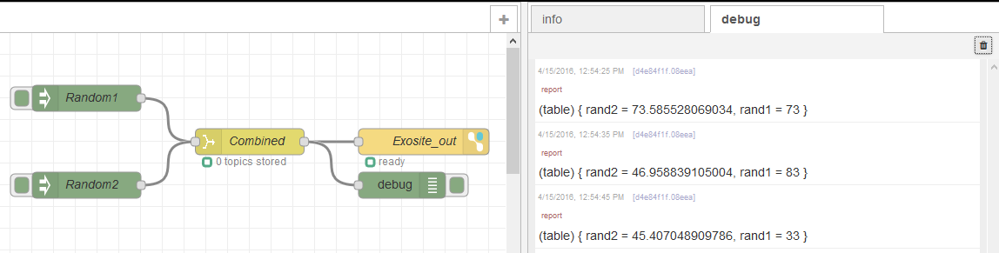 info
debug
Random1
Combined
0 topics stored
Exosite_out
ready
Random2
debug
4/15/2016, 12:54:25 PM [d4e84f1f.08eea]
report
(table) { rand2 = 73.585528069034, rand1 = 73 }
4/15/2016, 12:54:35 PM [d4e84f1f.08eea]
report
(table) { rand2 = 46.958839105004, rand1 = 83 }
4/15/2016, 12:54:45 PM [d4e84f1f.08eea]
report
(table) { rand2 = 45.407048909786, rand1 = 33 }